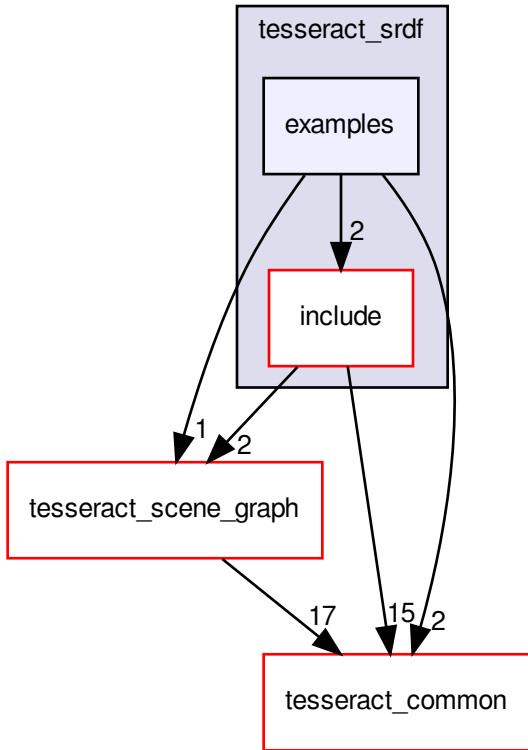 tesseract_srdf
examples
2
include
1
2
tesseract_scene_graph
17
15
2
tesseract_common